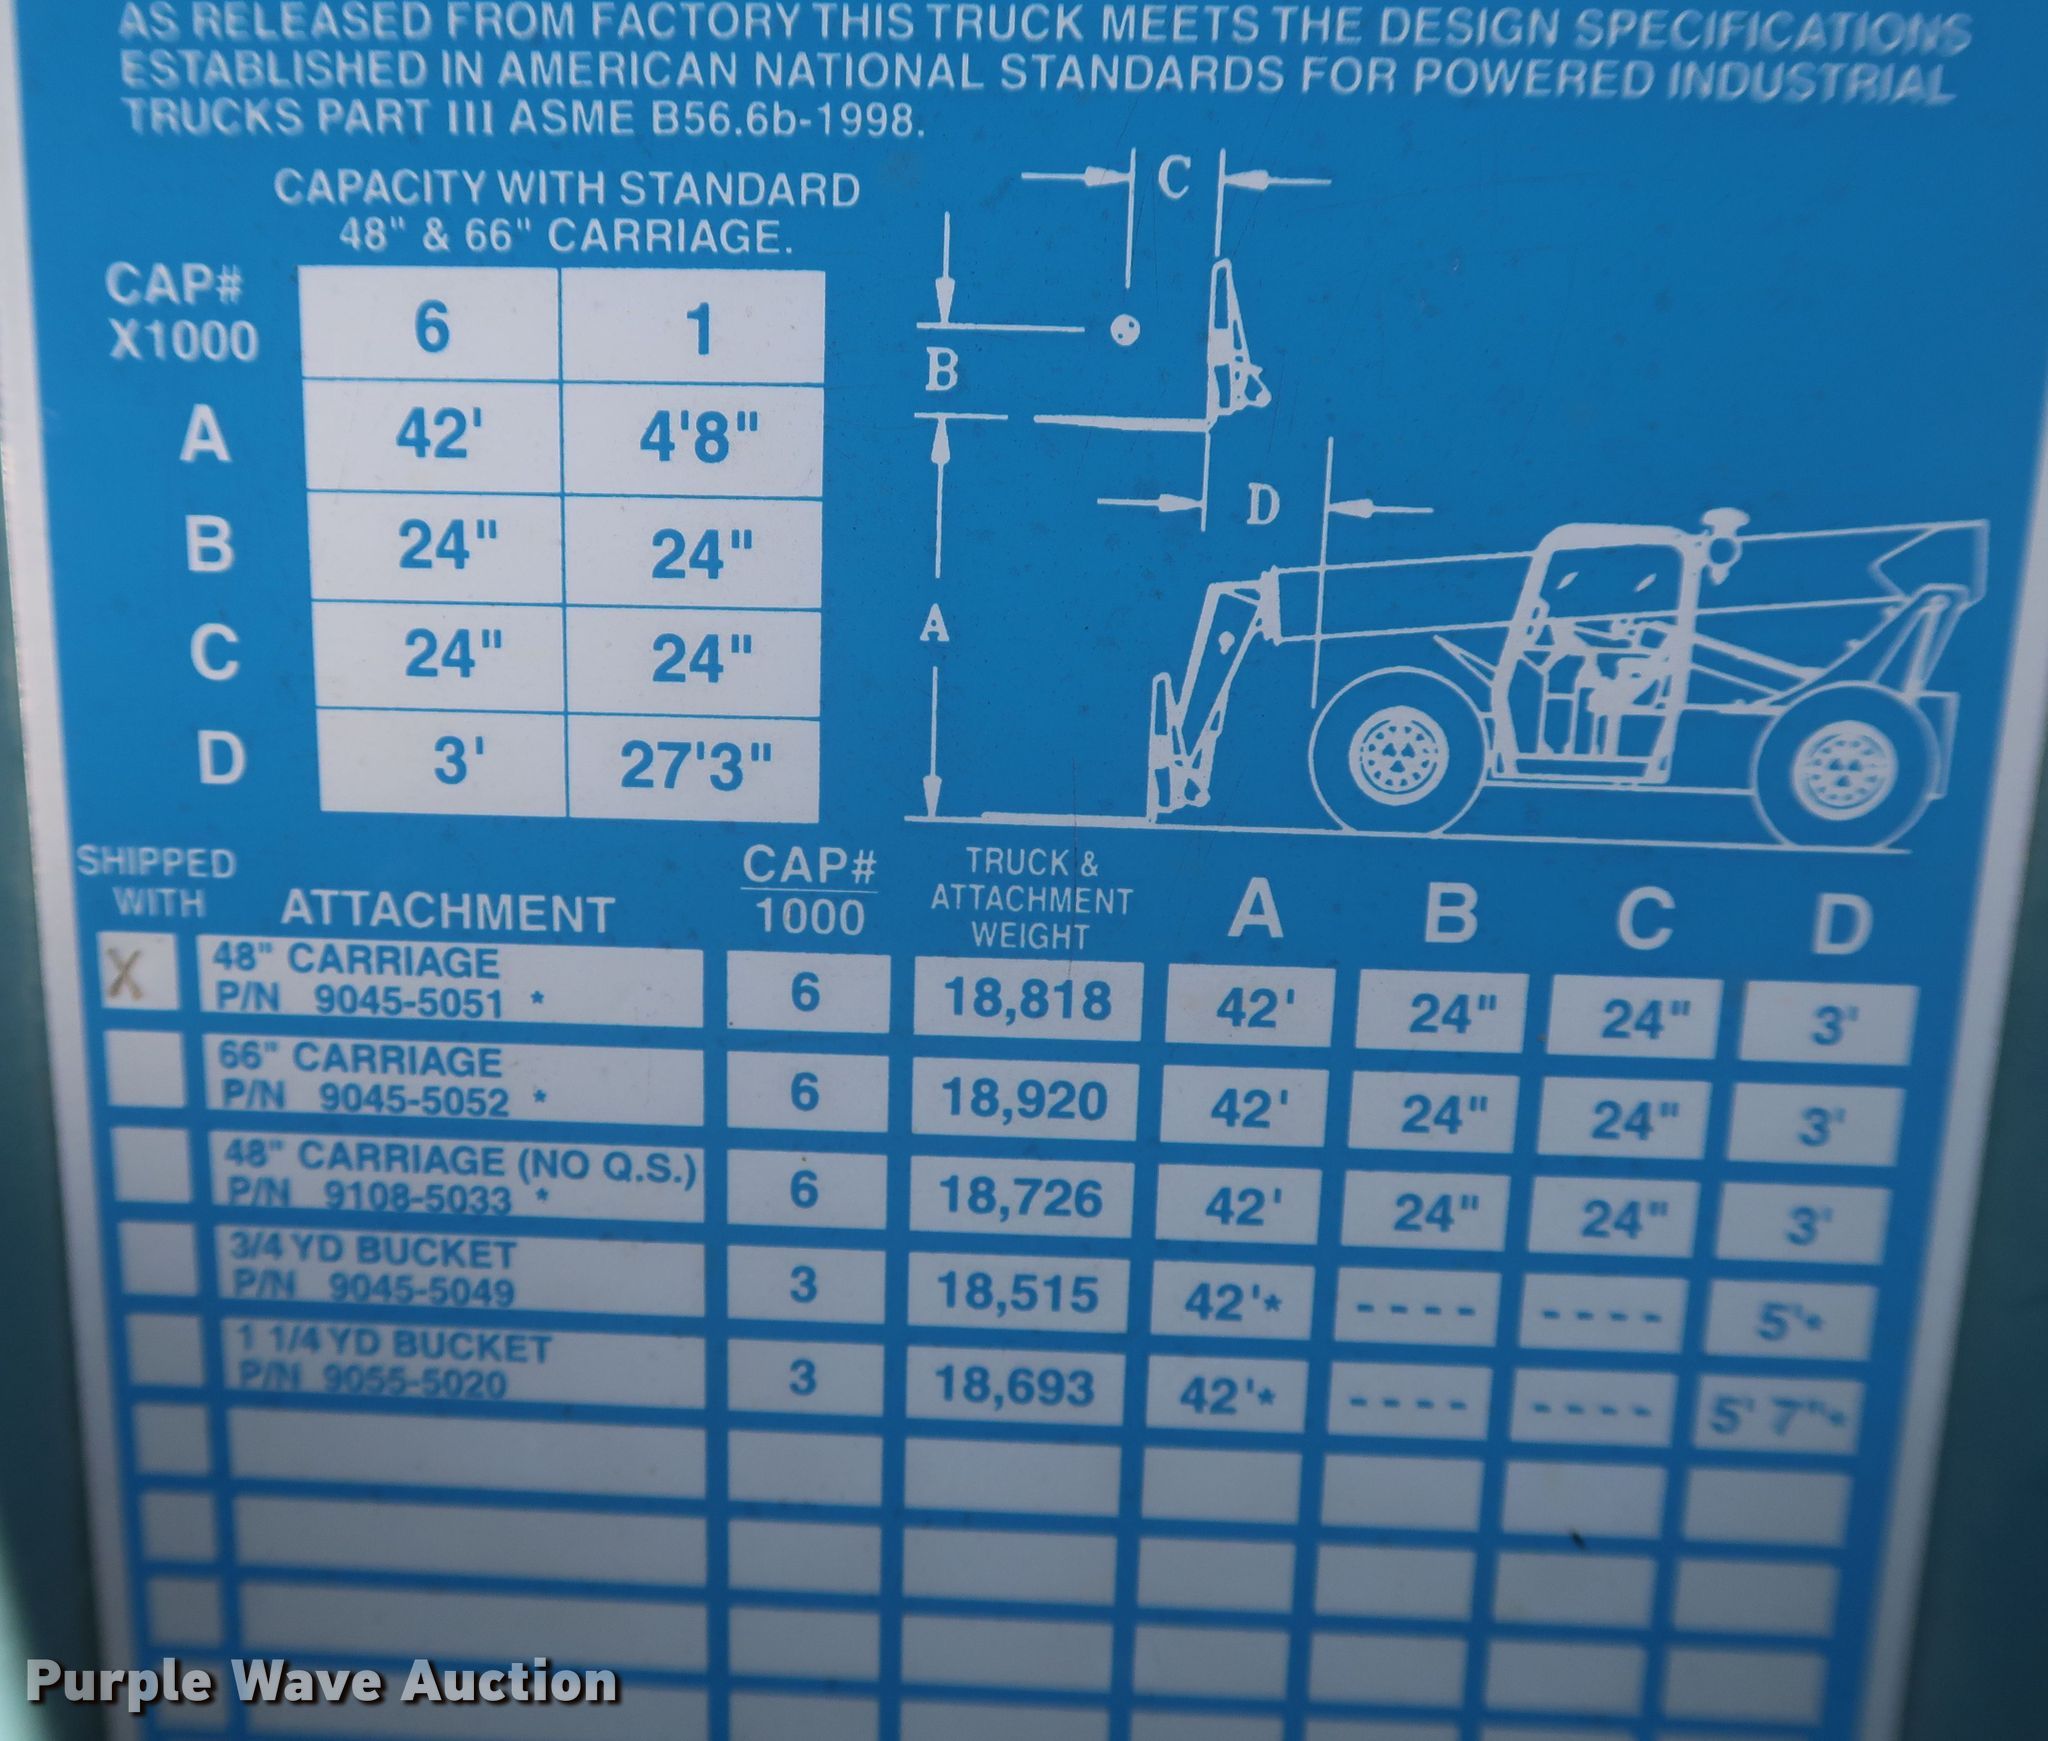 AS RELEASED FROM FACTORY THIS TRUCK MEETS THE DESIGN SPECIFICATIONS
ESTABLISHED IN AMERICAN NATIONAL STANDARDS FOR POWERED INDUSTRIAL
TRUCKS PART III ASME B56.6b-1998.
CAPACITY WITH STANDARD
48" & 66" CARRIAGE.
CAP# X1000 6 1
A 42' 4'8"
B 24" 24"
C 24" 24"
D 3' 27'3"
C
B
D
A
SHIPPED WITH ATTACHMENT CAP# 1000 TRUCK & ATTACHMENT WEIGHT A B C D
X 48" CARRIAGE P/N 9045-5051 * 6 18,818 42' 24" 24" 3'
66" CARRIAGE P/N 9045-5052 * 6 18,920 42' 24" 24" 3'
48" CARRIAGE (NO Q.S.) P/N 9108-5033 * 6 18,726 42' 24" 24" 3'
3/4 YD BUCKET P/N 9045-5049 3 18,515 42'* ---- ---- 5'*
1 1/4 YD BUCKET P/N 9055-5020 3 18,693 42'* ---- ---- 5' 7"*
Purple Wave Auction